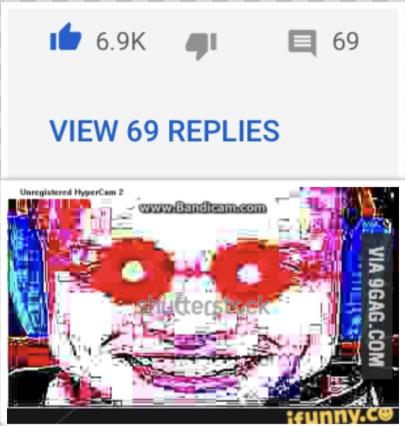 6.9K 69
VIEW 69 REPLIES
Unregistered HyperCam 2
www.Bandicam.com
shutterstock
VIA 9GAG.COM
ifunny.co